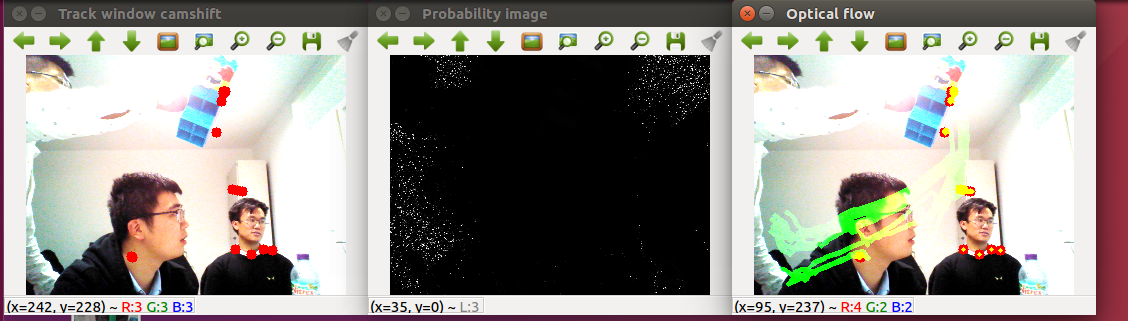 Track window camshift
Probability image
Optical flow
(x=242, y=228) ~ R:3 G:3 B:3
(x=35, y=0) ~ L:3
(x=95, y=237) ~ R:4 G:2 B:2